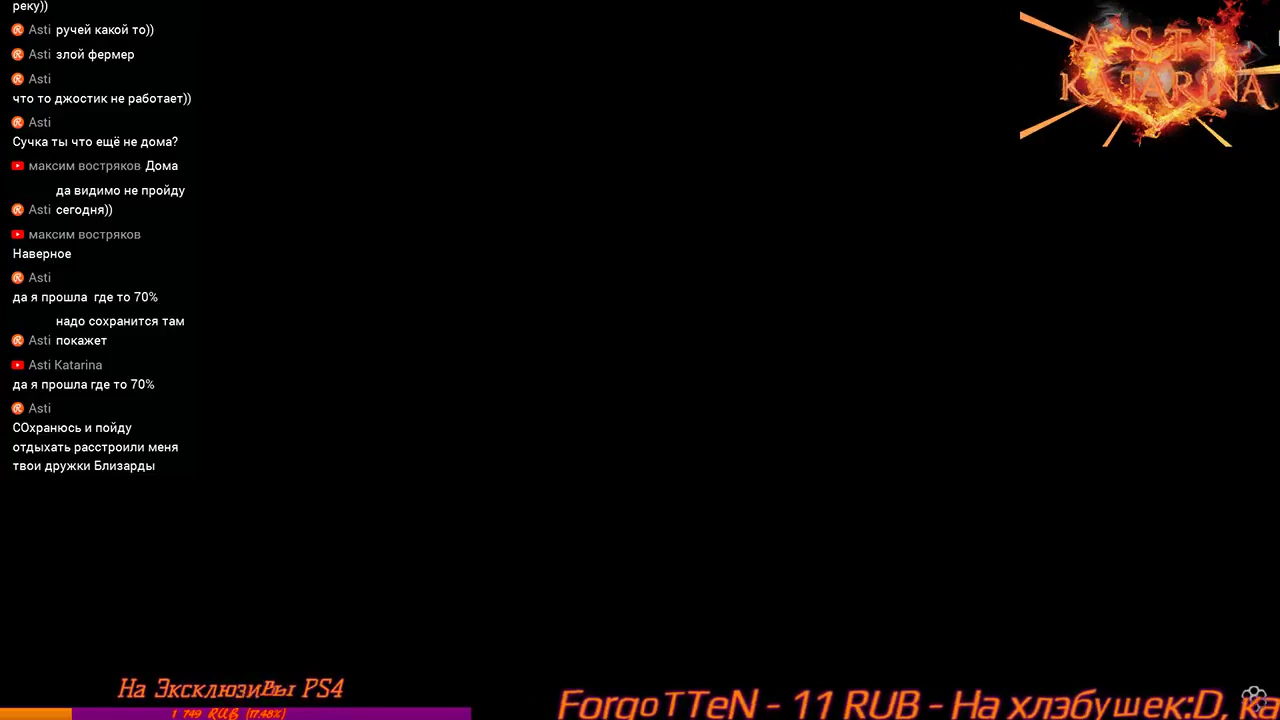 реку))
Asti ручей какой то))
Asti злой фермер
Asti
что то джостик не работает))
Asti
Сучка ты что ещё не дома?
максим востряков Дома
да видимо не пройду
Asti сегодня))
максим востряков
Наверное
Asti
да я прошла где то 70%
надо сохранится там
Asti покажет
Asti Katarina
да я прошла где то 70%
Asti
СОхранюсь и пойду
отдыхать расстроили меня
твои дружки Близарды
ASTI
KATARINA
На Эксклюзивы PS4
1 749 RUB (17.48%)
ForgoTTeN - 11 RUB - На хлэбушек:D, ка